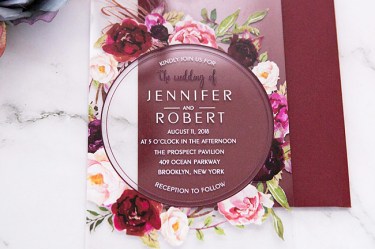 KINDLY JOIN US FOR
The wedding of
JENNIFER
AND
ROBERT
AUGUST 11, 2018
AT 5 O'CLOCK IN THE AFTERNOON
THE PROSPECT PAVILION
409 OCEAN PARKWAY
BROOKLYN, NEW YORK
RECEPTION TO FOLLOW